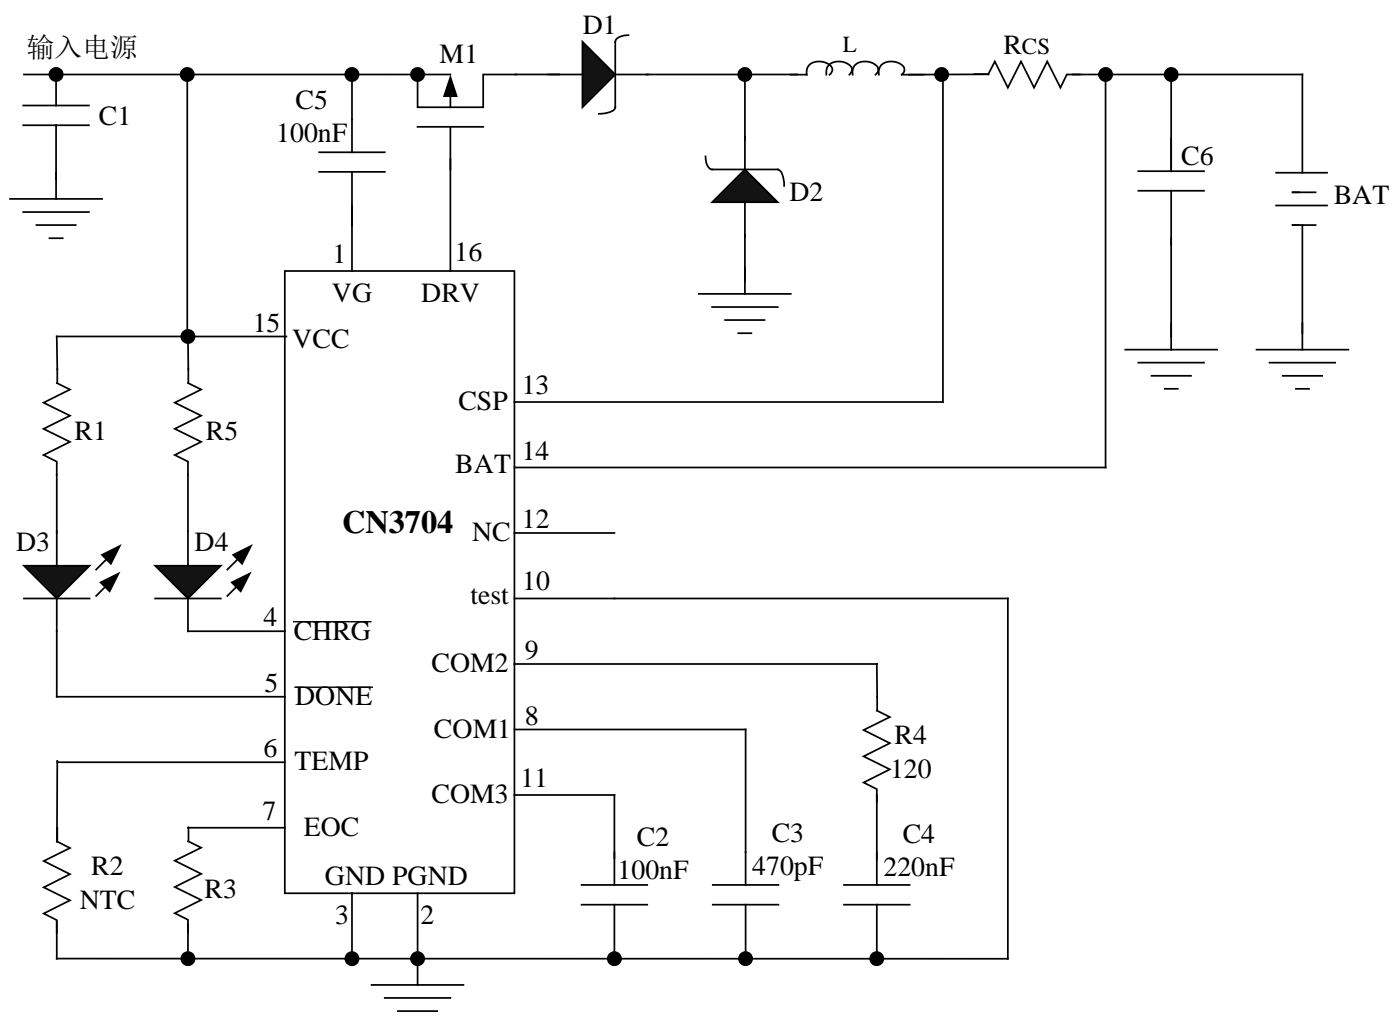 输入电源
C1
C5
100nF
M1
D1
L
RCS
D2
C6
BAT
1
16
VG
DRV
15
VCC
R1
R5
CSP
13
BAT
14
CN3704
NC
12
D3
D4
test
10
4
CHRG
COM2
9
5
DONE
COM1
8
R4
120
6
TEMP
COM3
11
7
EOC
C2
100nF
C3
470pF
C4
220nF
R2
NTC
R3
GND
PGND
3
2